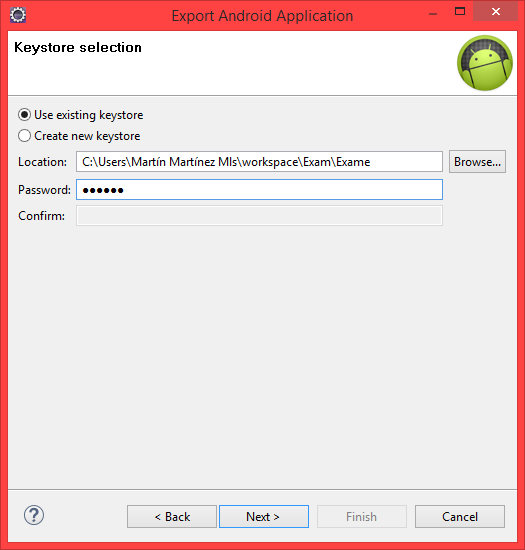 Export Android Application
Keystore selection
Use existing keystore
Create new keystore
Location: C:\Users\Martín Martínez Mls\workspace\Exam\Exame Browse...
Password: ●●●●●●
Confirm:
? < Back Next > Finish Cancel